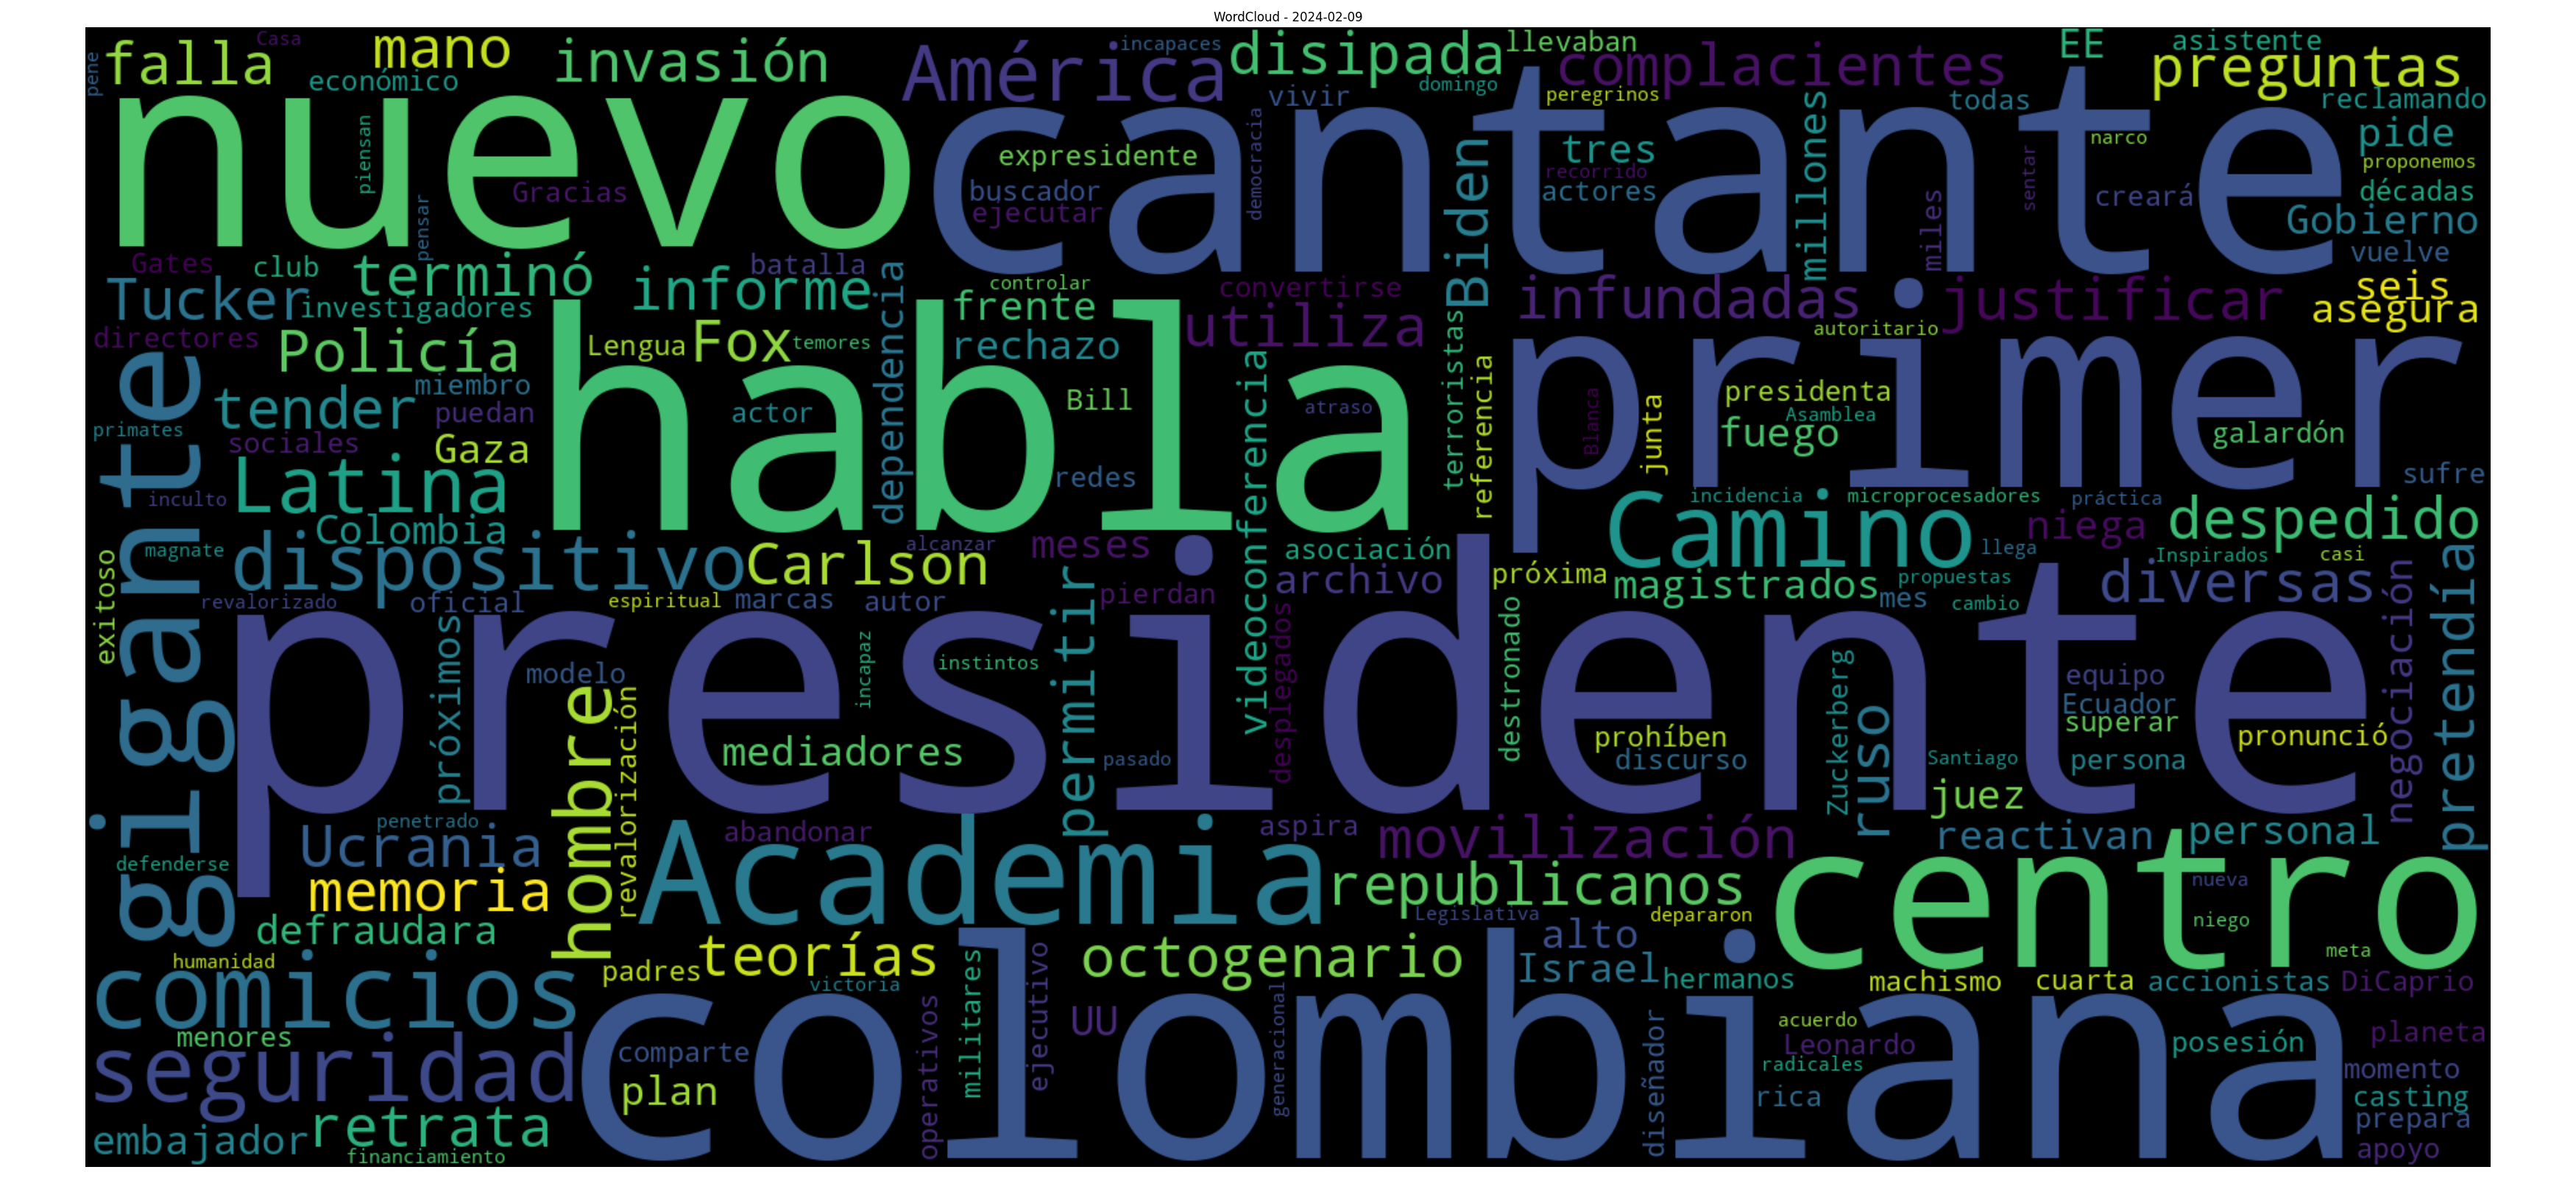 WordCloud - 2024-02-09
pene
falla
Casa
mano
económico
invasión
América
incapaces
disipada
llevaban
domingo
complacientes
EE
asistente
preguntas
nuevo
piensan
pensar
Gracias
cantante
expresidente
buscador
ejecutar
democracia
vivir
Biden
peregrinos
tres
recorrido
actores
millones
todas
miles
sentar
narco
creará
reclamando
pide
proponemos
décadas
Gobierno
vuelve
Gates
club
terminó
Tucker
investigadores
directores
Policía
informe
batalla
dependencia
controlar
frente
rechazo
convertirse
utiliza
infundadas
justificar
autoritario
seis
asegura
gigante
primates
tender
miembro
puedan
sociales
Gaza
Latina
inculto
Colombia
magnate
Lengua
Fox
temores
habla
actor
Bill
redes
atraso
videoconferencia
terroristas
referencia
primer
Blanca
junta
presidenta
Asamblea
fuego
galardón
sufre
exitoso
dispositivo
Carlson
alcanzar
meses
asociación
archivo
próxima
Camino
incidencia
microprocesadores
práctica
niega
despedido
llega
Inspirados
casi
magistrados
propuestas
mes
cambio
diversas
negociación
pretendía
revalorizado
oficial
espiritual
marcas
autor
permitir
pierdan
presidente
próximos
modelo
hombre
revalorización
incapaz
instintos
mediadores
pasado
desplegados
destronado
prohíben
discurso
Zuckerberg
ruso
Santiago
equipo
Ecuador
superar
persona
pronunció
juez
penetrado
Ucrania
defenderse
memoria
defraudara
abandonar
Academia
aspira
movilización
republicanos
Legislativa
depararon
reactivan
personal
centro
nueva
niego
meta
humanidad
comicios
padres
teorías
victoria
octogenario
alto
Israel
hermanos
machismo
cuarta
accionistas
DiCaprio
menores
seguridad
colombiana
comparte
plan
operativos
militares
ejecutivo
UU
generacional
diseñador
acuerdo
Leonardo
radicales
rica
posesión
planeta
momento
casting
prepara
apoyo
embajador
retrata
financiamiento